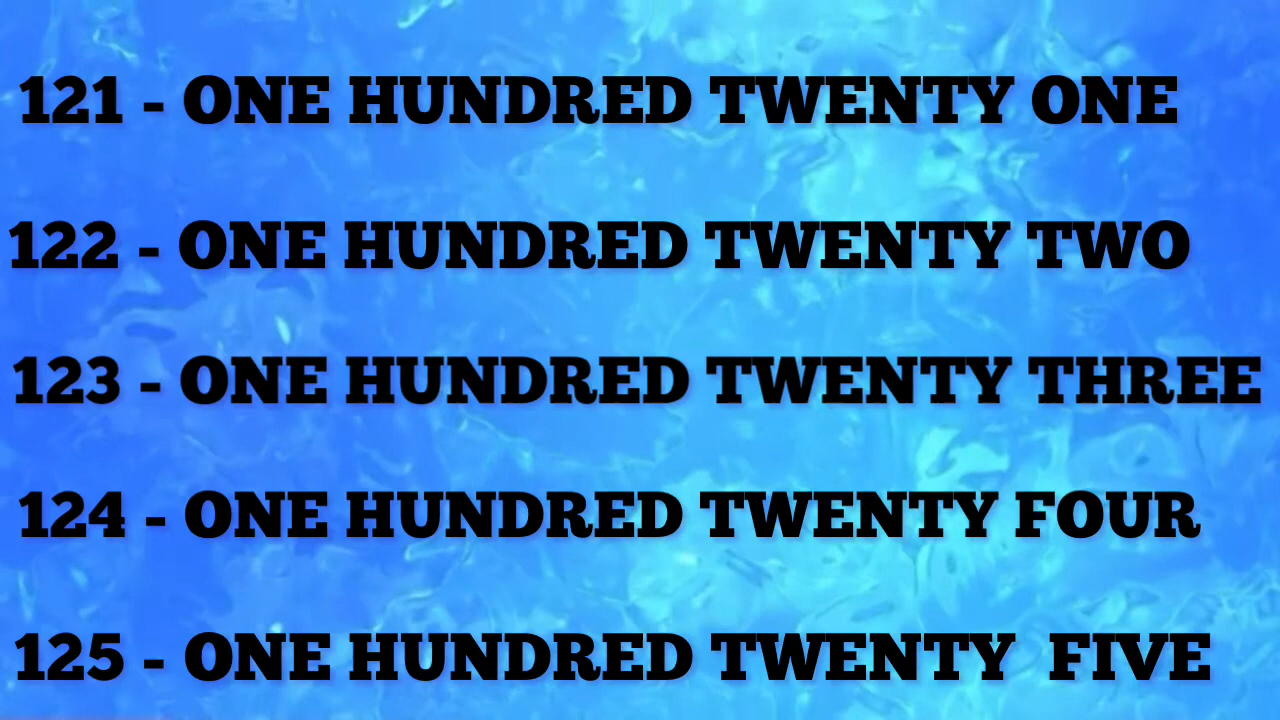 121 - ONE HUNDRED TWENTY ONE
122 - ONE HUNDRED TWENTY TWO
123 - ONE HUNDRED TWENTY THREE
124 - ONE HUNDRED TWENTY FOUR
125 - ONE HUNDRED TWENTY  FIVE